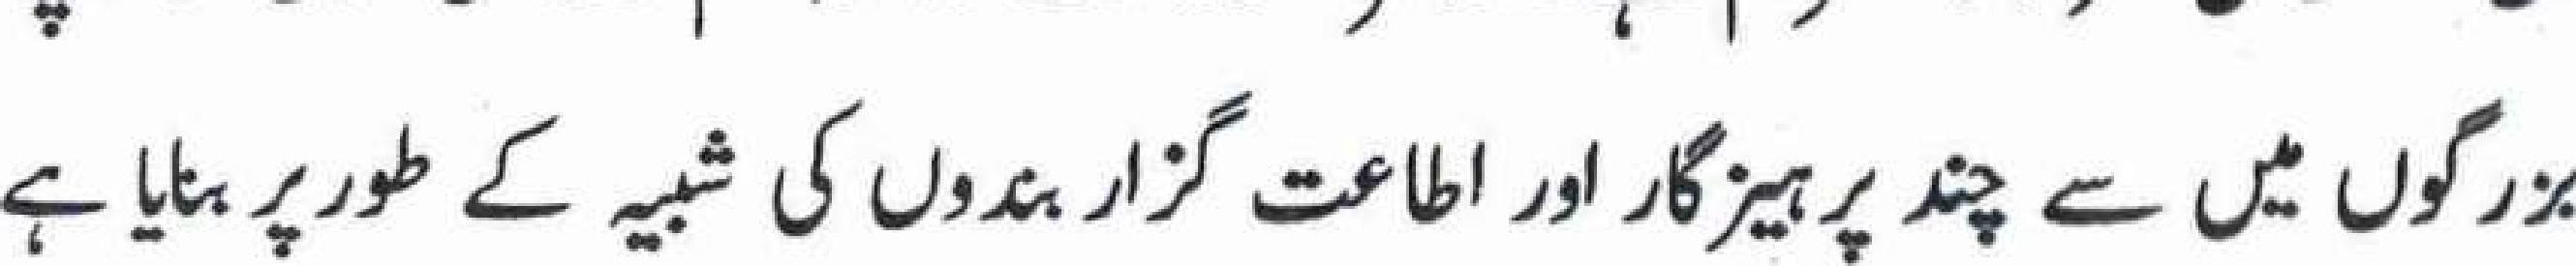 بزرگوں میں سے چند پرہیزگار اور اطاعت گزار بندوں کی شبیہ کے طور پر بنایا ہے